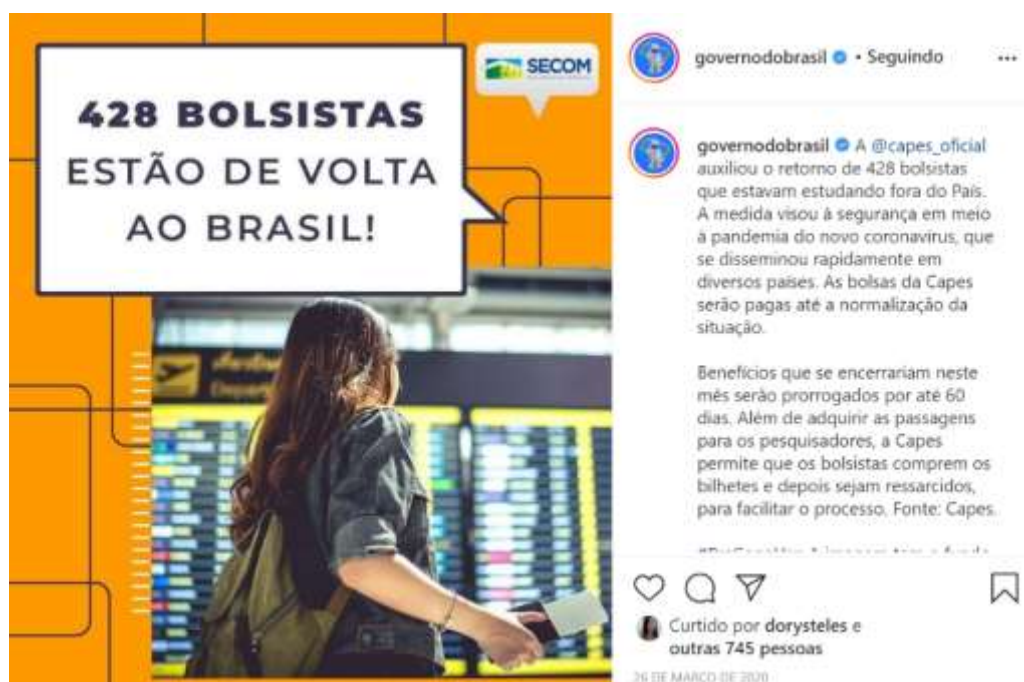 428 BOLSISTAS
ESTÃO DE VOLTA
AO BRASIL!
SECOM
governodobrasil • Seguindo
governodobrasil A @capes_oficial
auxiliou o retorno de 428 bolsistas
que estavam estudando fora do País.
A medida visou à segurança em meio
à pandemia do novo coronavírus, que
se disseminou rapidamente em
diversos países. As bolsas da Capes
serão pagas até a normalização da
situação.
Benefícios que se encerrariam neste
mês serão prorrogados por até 60
dias. Além de adquirir as passagens
para os pesquisadores, a Capes
permite que os bolsistas comprem os
bilhetes e depois sejam ressarcidos,
para facilitar o processo. Fonte: Capes.
Curtido por dorysteles e
outras 745 pessoas
26 DE MARÇO DE 2020